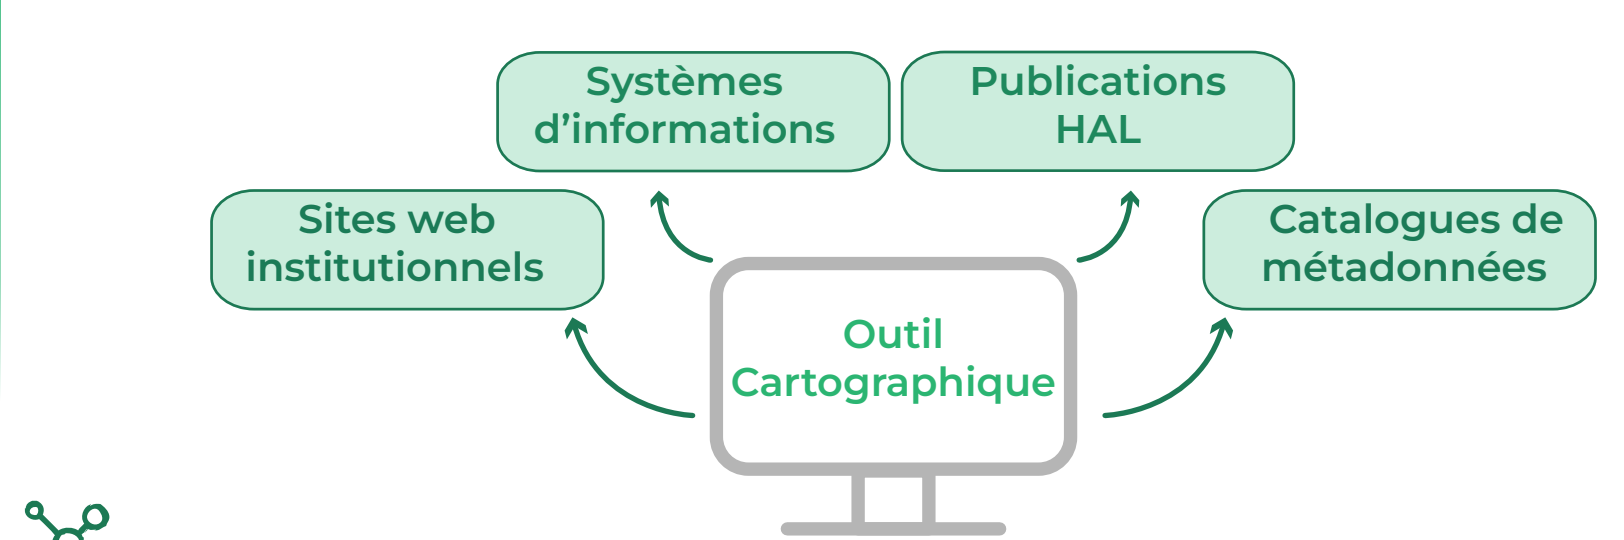 Systèmes
d’informations
Publications
HAL
Sites web
institutionnels
Catalogues de
métadonnées
Outil
Cartographique